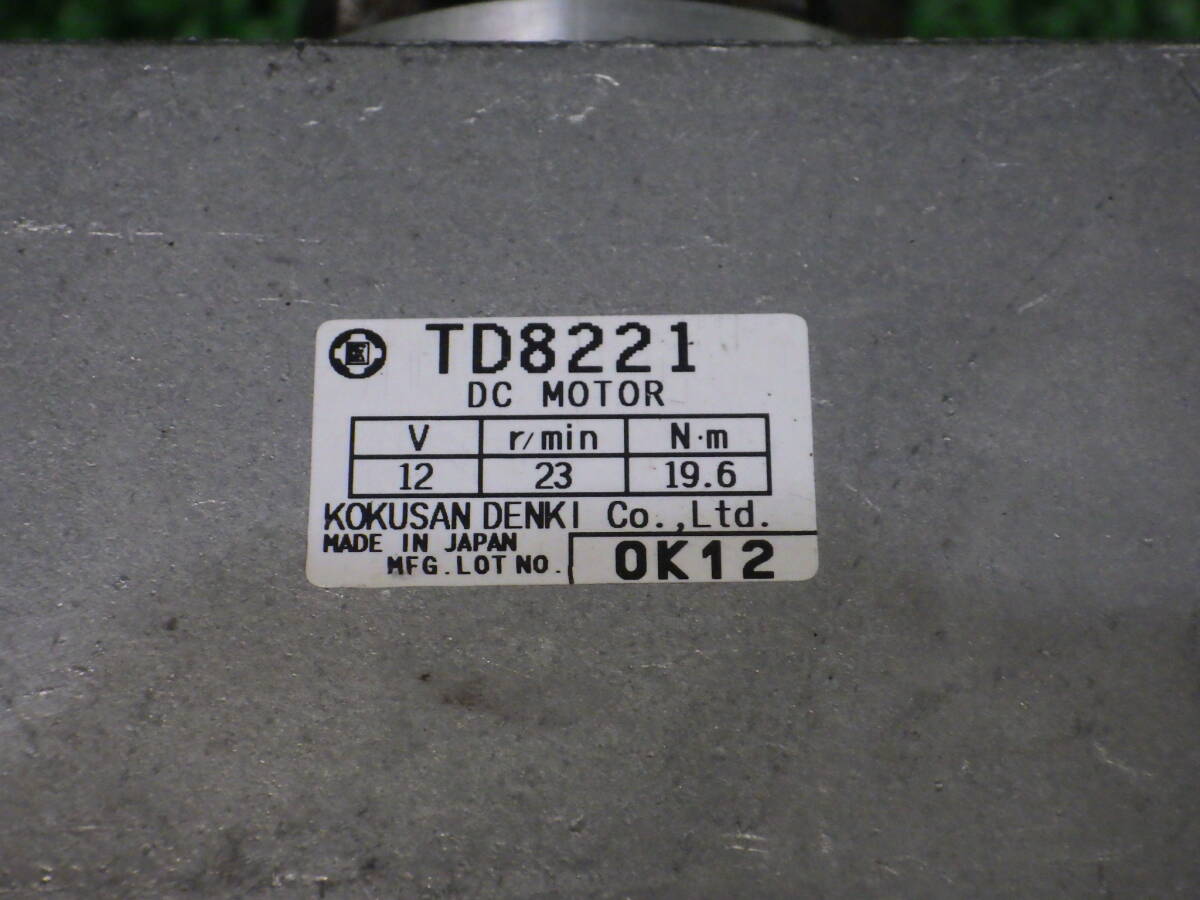 TD8221
DC MOTOR
V r/min N·m
12 23 19.6
KOKUSAN DENKI Co.,Ltd.
MADE IN JAPAN
MFG.LOT NO. 0K12